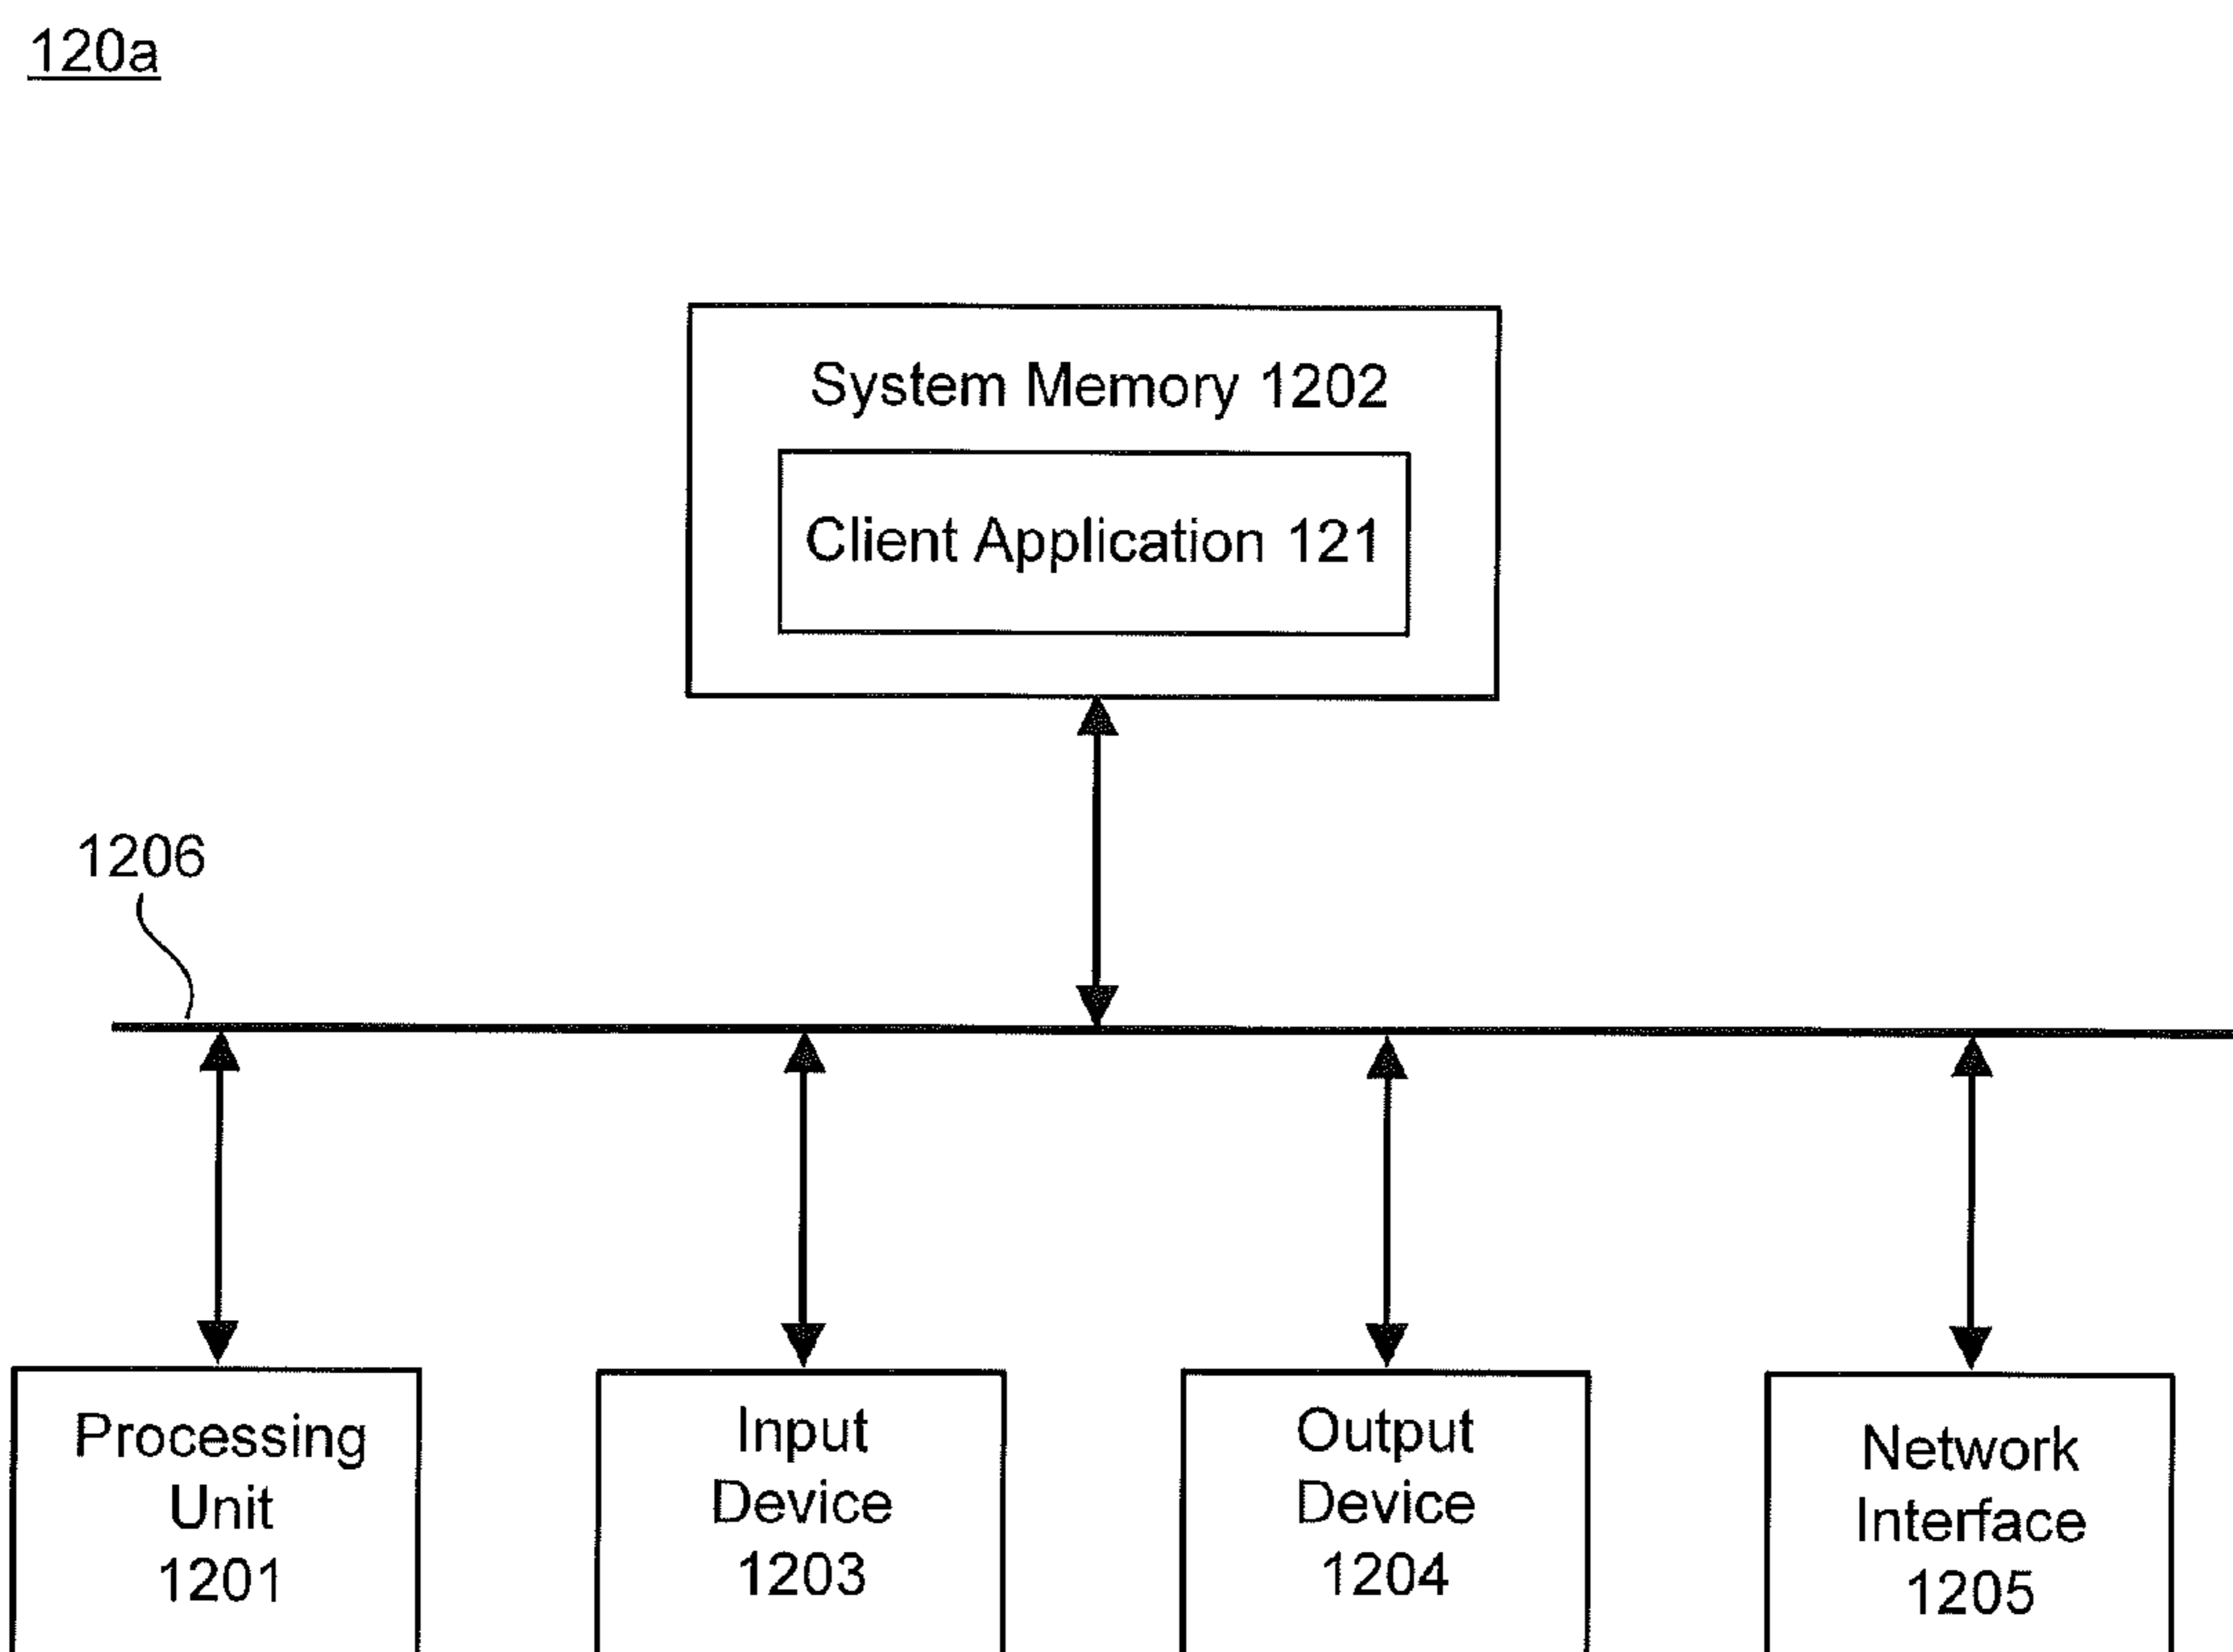 120a
System Memory 1202
Client Application 121
1206
Processing
Unit
1201
Input
Device
1203
Output
Device
1204
Network
Interface
1205